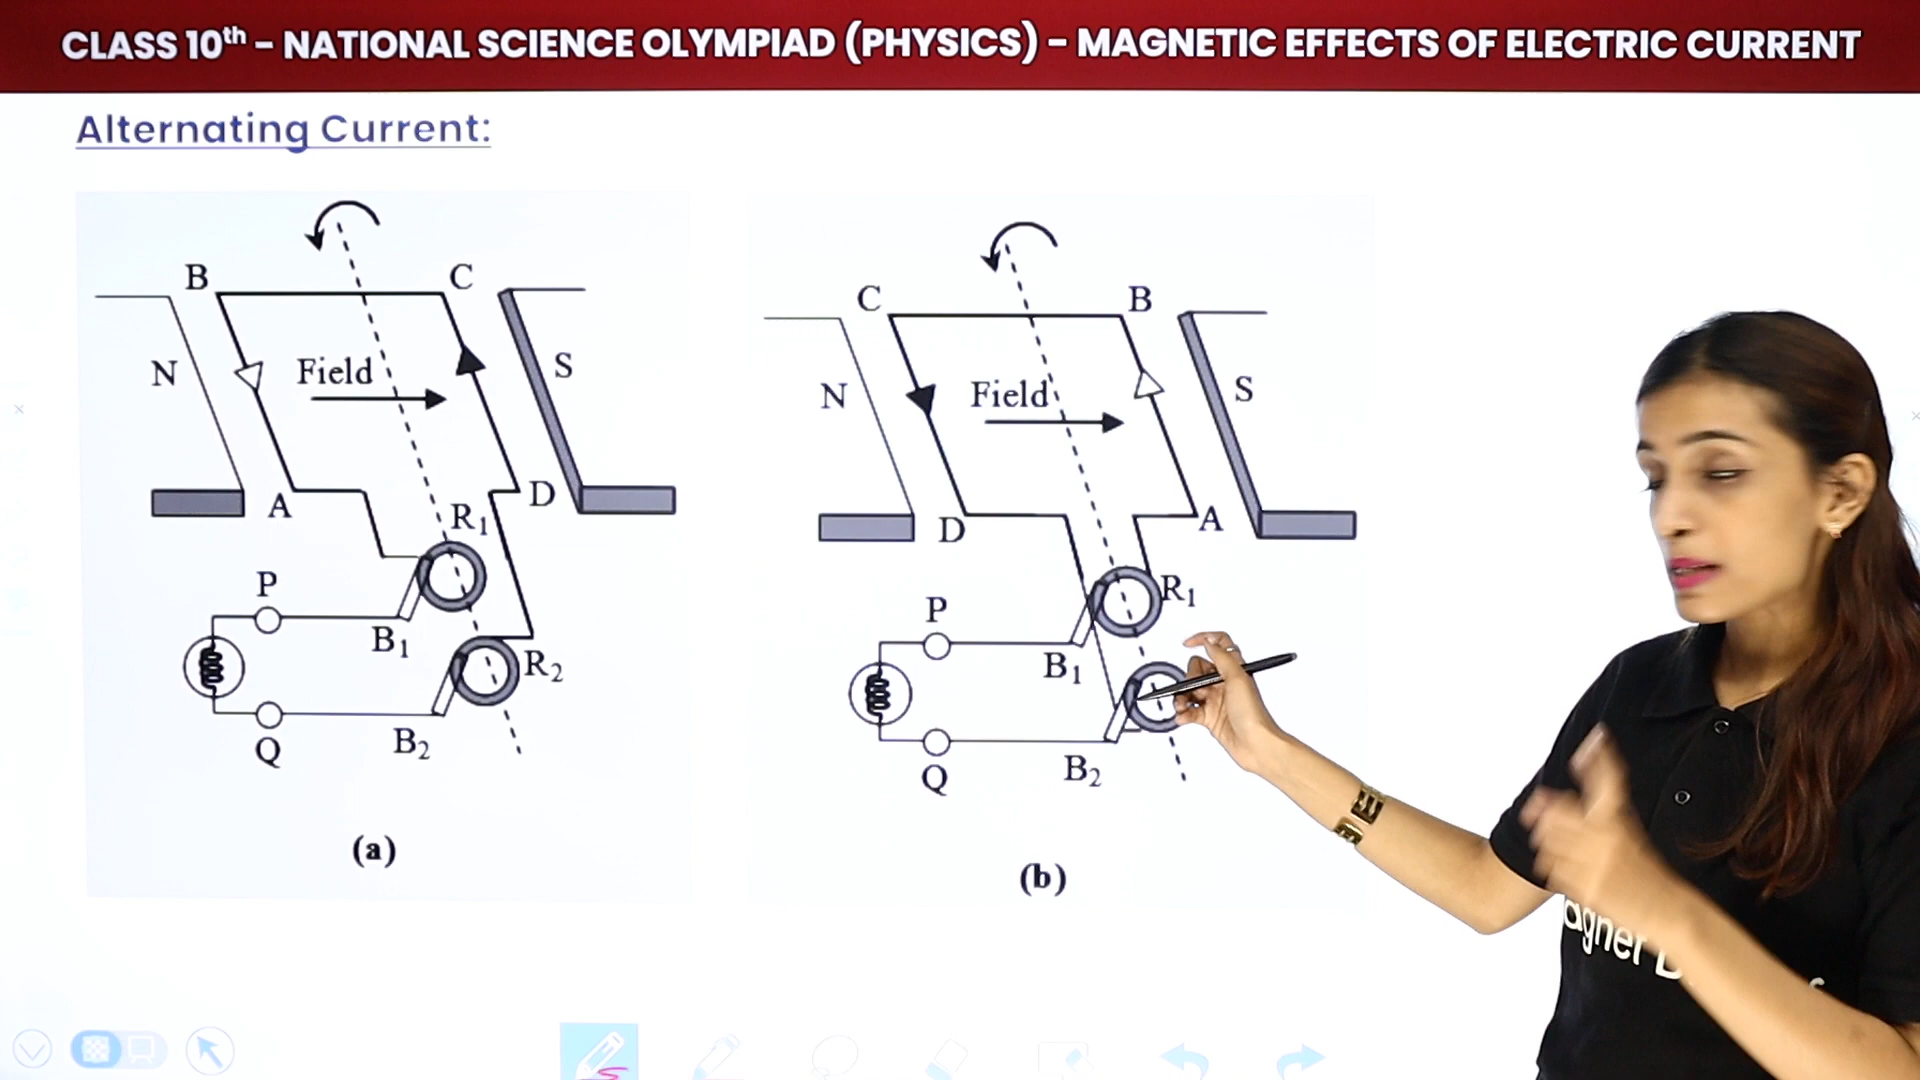 CLASS 10th – NATIONAL SCIENCE OLYMPIAD (PHYSICS) – MAGNETIC EFFECTS OF ELECTRIC CURRENT
Alternating Current:
B C
N Field S
A D
R1
P
B1
R2
Q B2
(a)
C B
N Field S
D A
R1
P
B1
Q B2
(b)